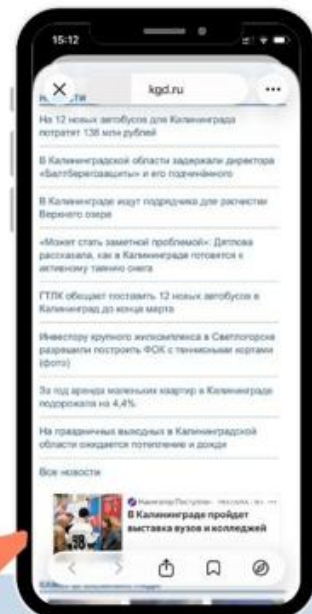 15:12
kgd.ru
На 12 новых автобусов для Калининграда
потратят 138 млн рублей
В Калининградской области задержали директора
«Балтберегозащиты» и его подчинённого
В Калининграде ищут подрядчика для расчистки
Верхнего озера
«Может стать заметной проблемой»: Дятлова
рассказала, как в Калининграде готовятся к
активному таянию снега
ГТЛК обещает поставить 12 новых автобусов в
Калининград до конца марта
Инвестору крупного жилкомплекса в Светлогорске
разрешили построить ФОК с теннисными кортами
(фото)
За год аренда маленьких квартир в Калининграде
подорожала на 4,4%
На праздничных выходных в Калининградской
области ожидается потепление и дожди
Все новости
В Калининграде пройдет
выставка вузов и колледжей